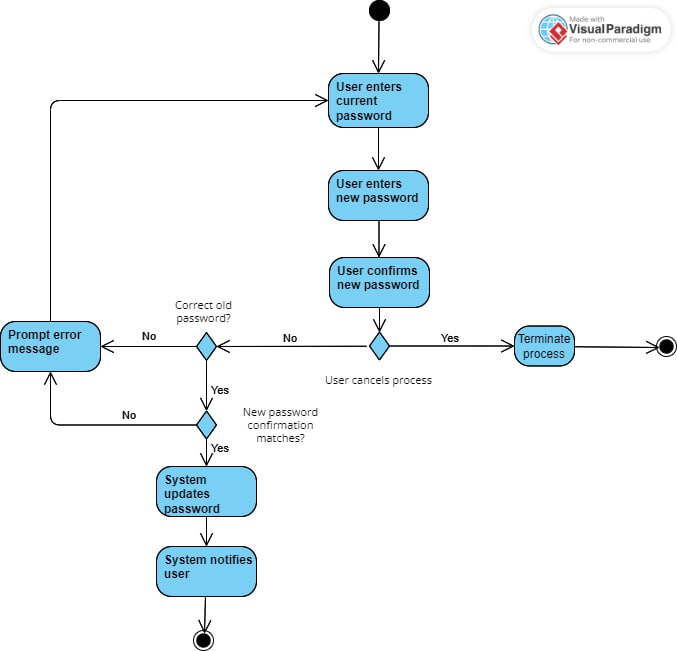 Made with
VisualParadigm
For non-commercial use
User enters
current
password
User enters
new password
User confirms
new password
Correct old
password?
Prompt error
message
No
No
Yes
Terminate
process
User cancels process
Yes
No
New password
confirmation
matches?
Yes
System
updates
password
System notifies
user